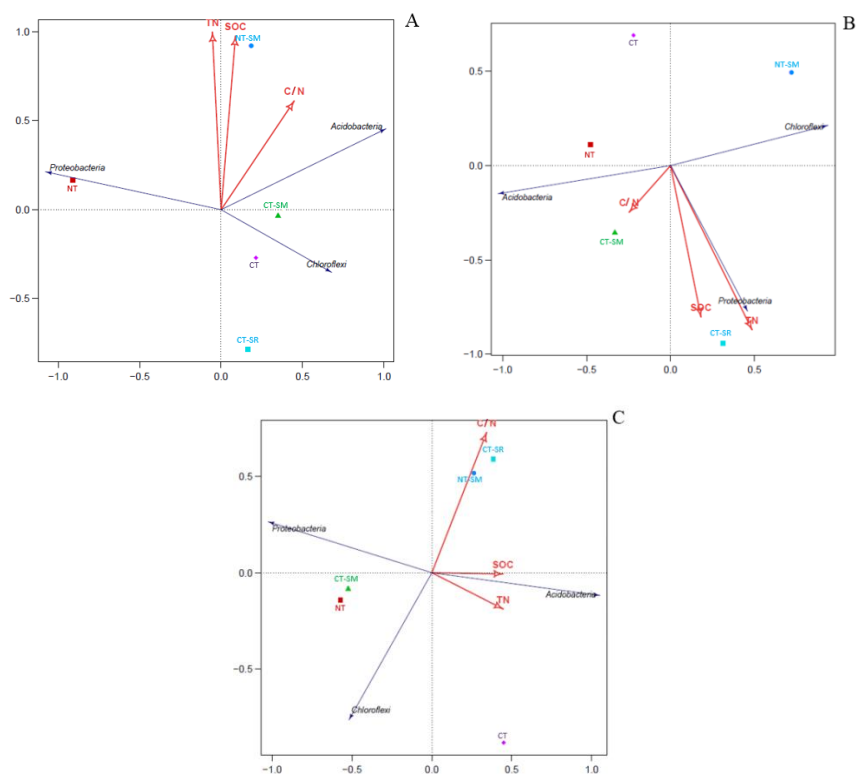 A
TN
SOC
NT-SM
C/N
Acidobacteria
Proteobacteria
NT
CT-SM
CT
Chloroflexi
CT-SR
1.0
0.5
0.0
−0.5
−1.0
−0.5
0.0
0.5
1.0
B
CT
NT-SM
Chloroflexi
NT
Acidobacteria
C/N
CT-SM
Proteobacteria
SOC
TN
CT-SR
0.5
0.0
−0.5
−1.0
−1.0
−0.5
0.0
0.5
C
C/N
CT-SR
NT-SM
Proteobacteria
SOC
CT-SM
Acidobacteria
TN
NT
Chloroflexi
CT
0.5
0.0
−0.5
−1.0
−0.5
0.0
0.5
1.0